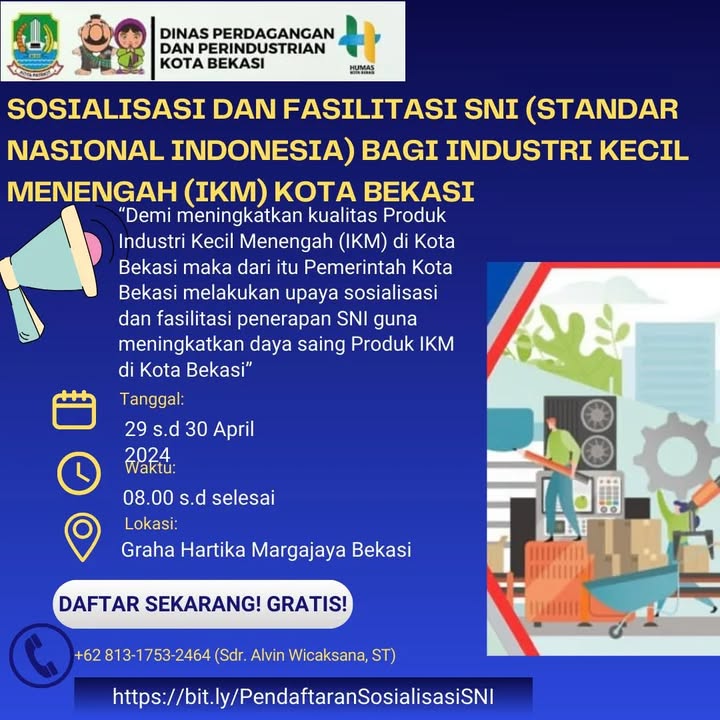 DINAS PERDAGANGAN
DAN PERINDUSTRIAN
KOTA BEKASI
HUMAS
KOTA BEKASI
SOSIALISASI DAN FASILITASI SNI (STANDAR
NASIONAL INDONESIA) BAGI INDUSTRI KECIL
MENENGAH (IKM) KOTA BEKASI
“Demi meningkatkan kualitas Produk
Industri Kecil Menengah (IKM) di Kota
Bekasi maka dari itu Pemerintah Kota
Bekasi melakukan upaya sosialisasi
dan fasilitasi penerapan SNI guna
meningkatkan daya saing Produk IKM
di Kota Bekasi”
Tanggal:
29 s.d 30 April
2024
Waktu:
08.00 s.d selesai
Lokasi:
Graha Hartika Margajaya Bekasi
DAFTAR SEKARANG! GRATIS!
+62 813-1753-2464 (Sdr. Alvin Wicaksana, ST)
https://bit.ly/PendaftaranSosialisasiSNI